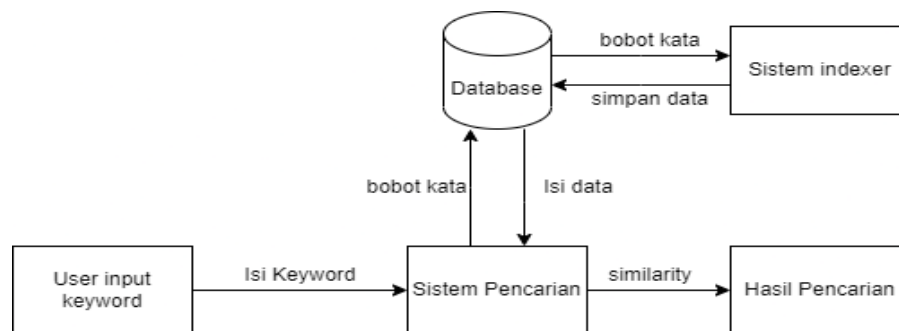 bobot kata
Sistem indexer
Database
simpan data
bobot kata
Isi data
User input
keyword
Isi Keyword
Sistem Pencarian
similarity
Hasil Pencarian